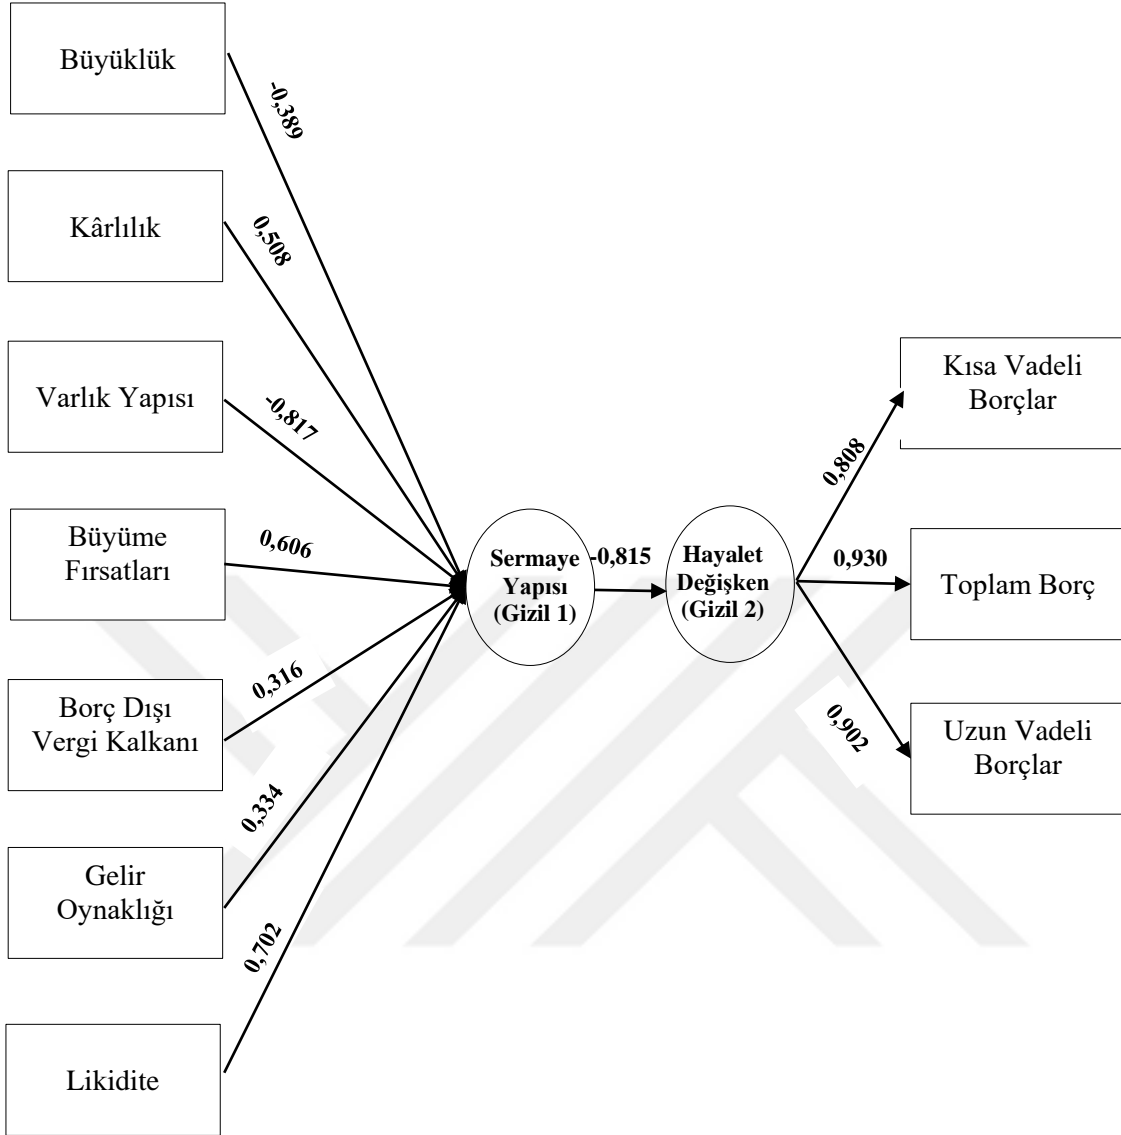 Büyüklük
-0,389
Kârlılık
0,508
Varlık Yapısı
-0,817
Büyüme
Fırsatları
0,606
Borç Dışı
Vergi Kalkanı
0,316
Gelir
Oynaklığı
0,334
Likidite
0,702
Sermaye
Yapısı
(Gizil 1)
-0,815
Hayalet
Değişken
(Gizil 2)
0,808
Kısa Vadeli
Borçlar
0,930
Toplam Borç
0,902
Uzun Vadeli
Borçlar